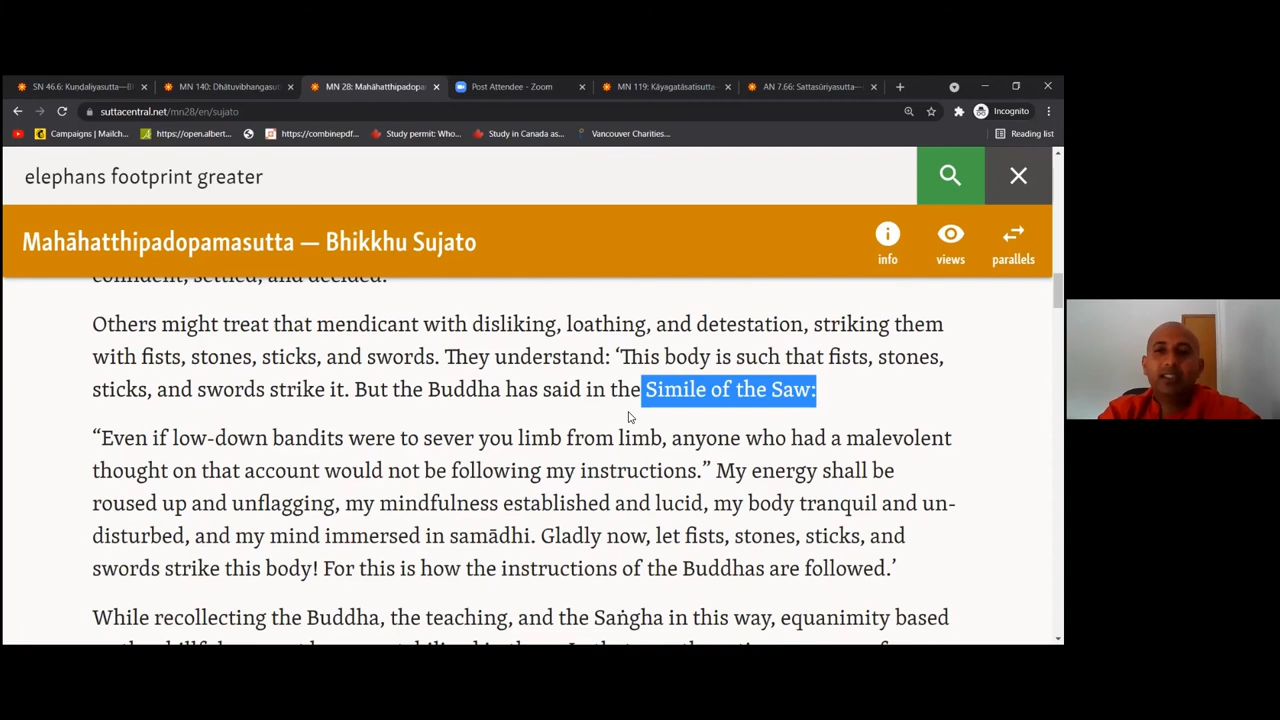 SN 46.6: Kundaliyasutta—B
MN 140: Dhātuvibhangasut
MN 28: Mahāhatthipadopa
Post Attendee - Zoom
MN 119: Kāyagatāsatisutta—
AN 7.66: Sattasūriyasutta—
suttacentral.net/mn28/en/sujato
Incognito
Campaigns | Mailch...
https://open.albert...
https://combinepdf...
Study permit: Who...
Study in Canada as...
Vancouver Charities...
Reading list
elephans footprint greater
Mahāhatthipadopamasutta — Bhikkhu Sujato
info
views
parallels
confident, settled, and decided.
Others might treat that mendicant with disliking, loathing, and detestation, striking them
with fists, stones, sticks, and swords. They understand: ‘This body is such that fists, stones,
sticks, and swords strike it. But the Buddha has said in the Simile of the Saw:
“Even if low-down bandits were to sever you limb from limb, anyone who had a malevolent
thought on that account would not be following my instructions.” My energy shall be
roused up and unflagging, my mindfulness established and lucid, my body tranquil and un-
disturbed, and my mind immersed in samādhi. Gladly now, let fists, stones, sticks, and
swords strike this body! For this is how the instructions of the Buddhas are followed.’
While recollecting the Buddha, the teaching, and the Saṅgha in this way, equanimity based